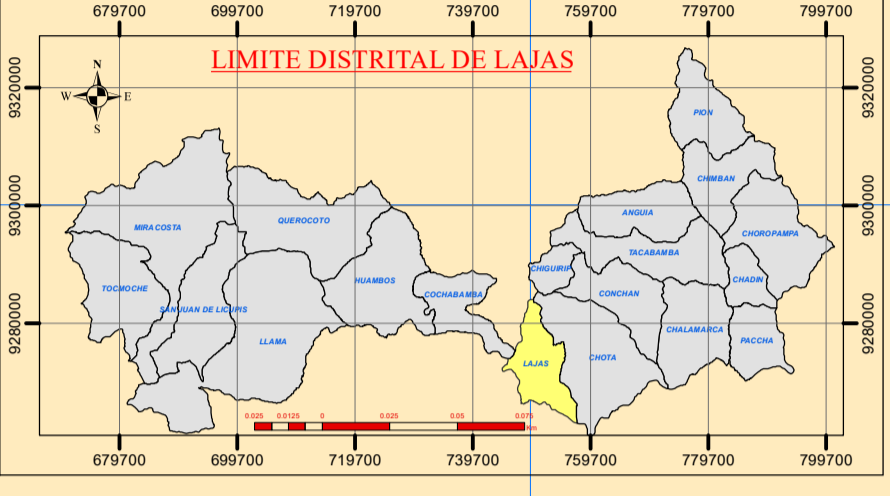 679700 699700 719700 739700 759700 779700 799700
LIMITE DISTRITAL DE LAJAS
N
W E
S
9320000 9320000
9300000 9300000
9280000 9280000
PION
CHIMBAN
ANGUIA
MIRACOSTA
QUEROCOTO
CHOROPAMPA
TACABAMBA
CHIGURIP
HUAMBOS
CHADIN
TOCMOCHE
COCHABAMBA
CONCHAN
SAN JUAN DE LICUPIS
CHALAMARCA
LLAMA
PACCHA
CHOTA
LAJAS
0.025 0.0125 0 0.025 0.05 0.075
Km
679700 699700 719700 739700 759700 779700 799700